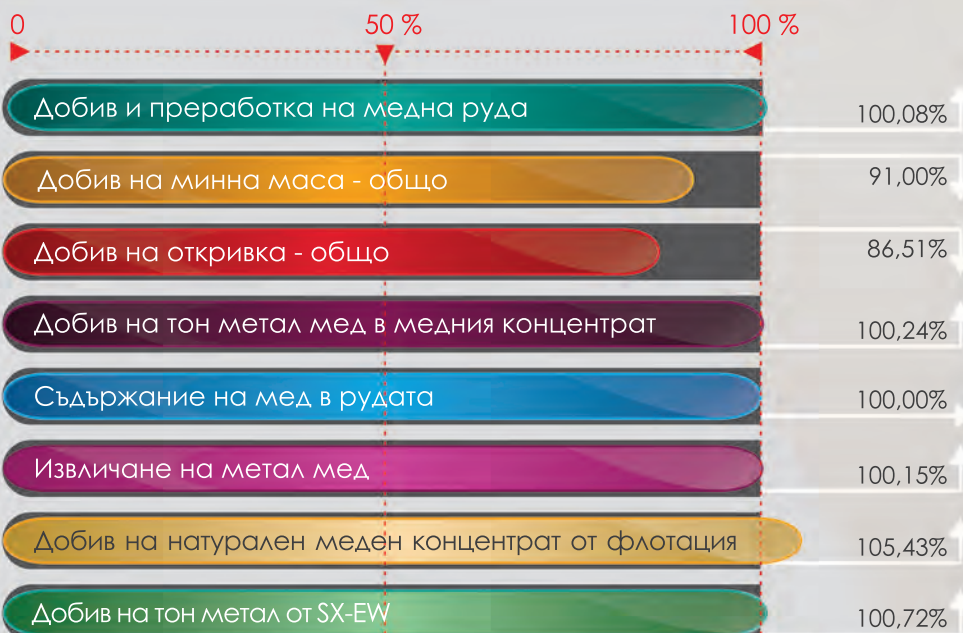 0 50 % 100 %
Добив и преработка на медна руда 100,08%
Добив на минна маса - общо 91,00%
Добив на откривка - общо 86,51%
Добив на тон метал мед в медния концентрат 100,24%
Съдържание на мед в рудата 100,00%
Извличане на метал мед 100,15%
Добив на натурален меден концентрат от флотация 105,43%
Добив на тон метал от SX-EW 100,72%